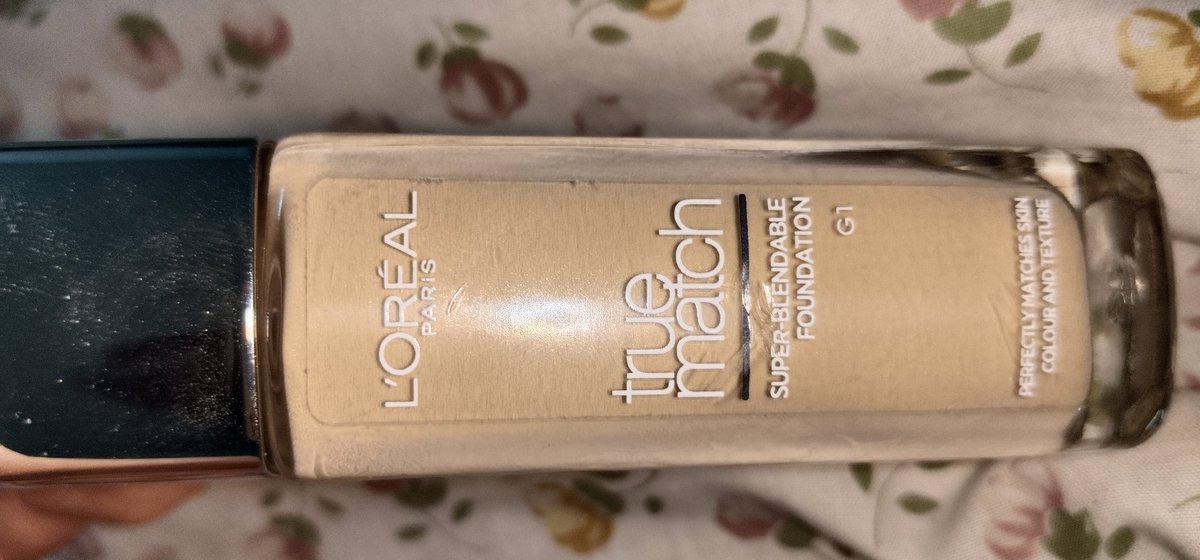 L'ORÉAL
PARIS
true
match
SUPER-BLENDABLE
FOUNDATION
G1
PERFECTLY MATCHES SKIN
COLOUR AND TEXTURE